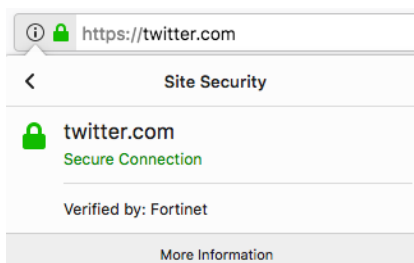 https://twitter.com
Site Security
twitter.com
Secure Connection
Verified by: Fortinet
More Information